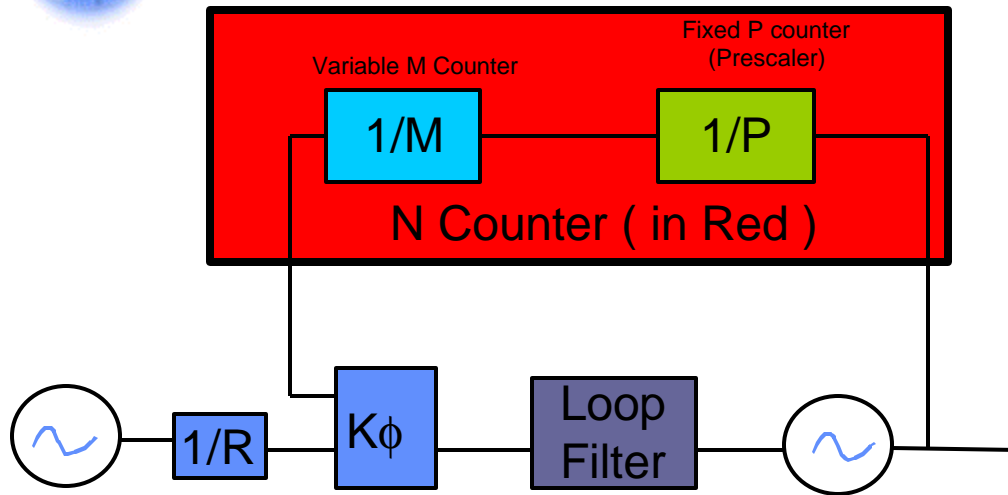 Fixed P counter
(Prescaler)
Variable M Counter
1/M
1/P
N Counter ( in Red )
1/R
Kϕ
Loop
Filter